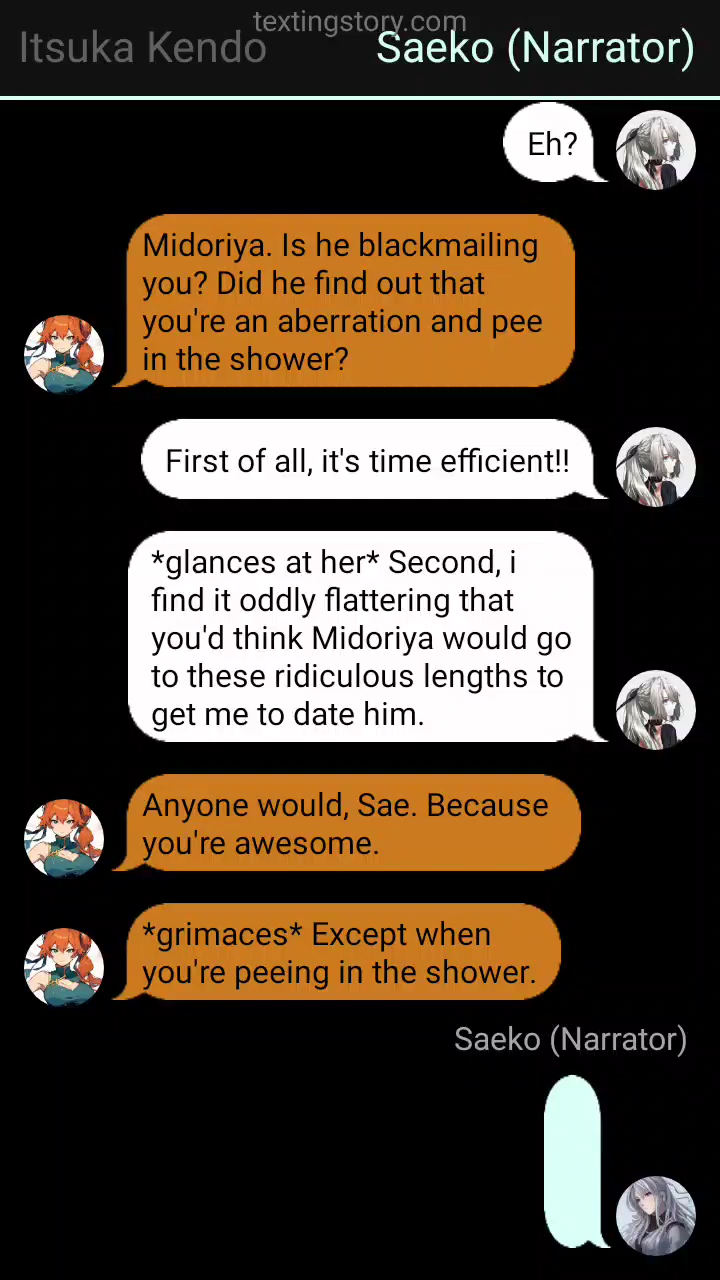 textingstory.com
Itsuka Kendo
Saeko (Narrator)
Eh?
Midoriya. Is he blackmailing
you? Did he find out that
you're an aberration and pee
in the shower?
First of all, it's time efficient!!
*glances at her* Second, i
find it oddly flattering that
you'd think Midoriya would go
to these ridiculous lengths to
get me to date him.
Anyone would, Sae. Because
you're awesome.
*grimaces* Except when
you're peeing in the shower.
Saeko (Narrator)